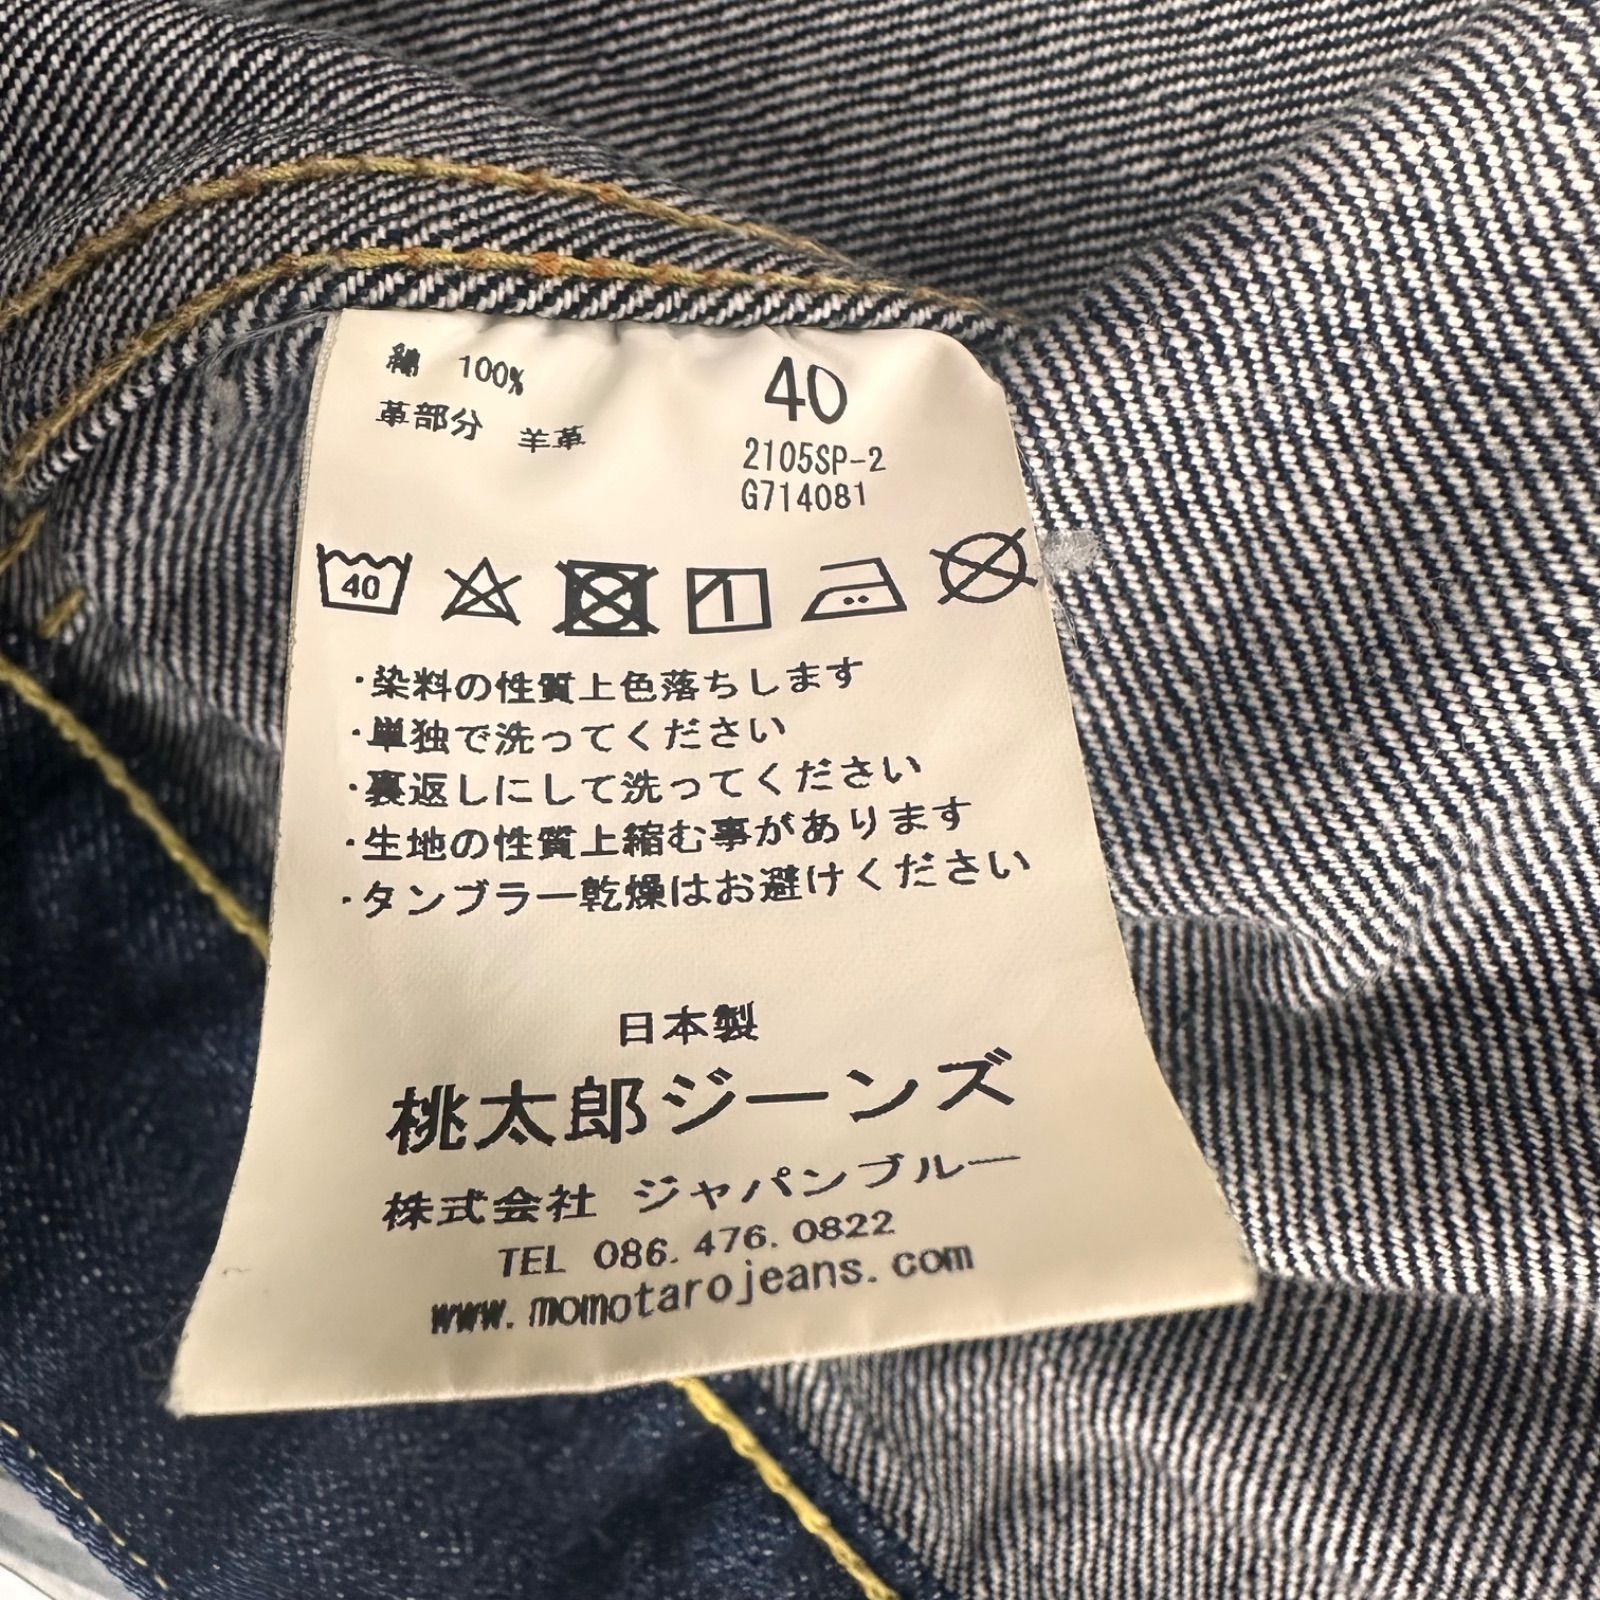 綿 100%
革部分 羊革
40
2105SP-2
G714081
40
・染料の性質上色落ちします
・単独で洗ってください
・裏返しにして洗ってください
・生地の性質上縮む事があります
・タンブラー乾燥はお避けください
日本製
桃太郎ジーンズ
株式会社 ジャパンブルー
TEL 086.476.0822
www.momotarojeans.com